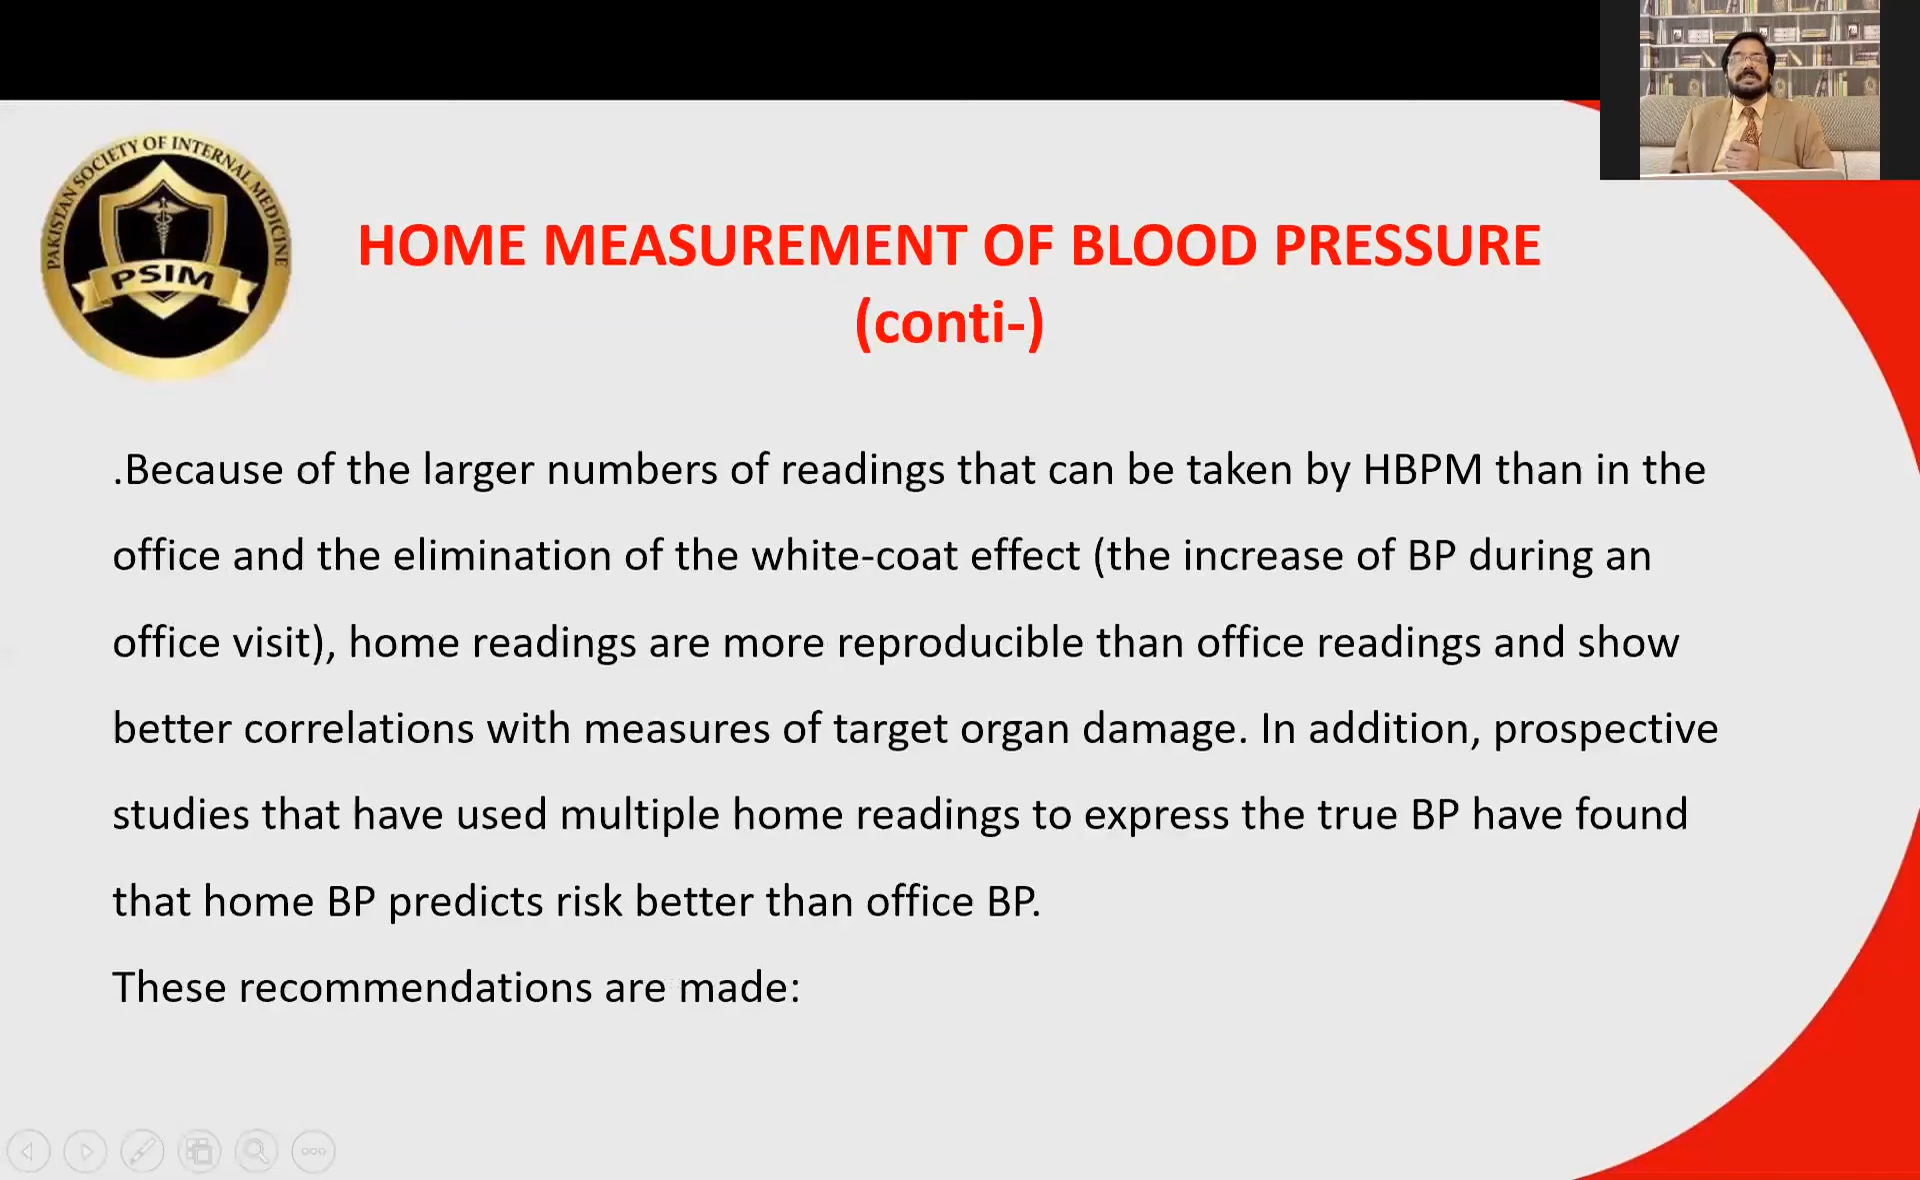 PAKISTAN SOCIETY OF INTERNAL MEDICINE
PSIM
HOME MEASUREMENT OF BLOOD PRESSURE
(conti-)
.Because of the larger numbers of readings that can be taken by HBPM than in the
office and the elimination of the white-coat effect (the increase of BP during an
office visit), home readings are more reproducible than office readings and show
better correlations with measures of target organ damage. In addition, prospective
studies that have used multiple home readings to express the true BP have found
that home BP predicts risk better than office BP.
These recommendations are made: